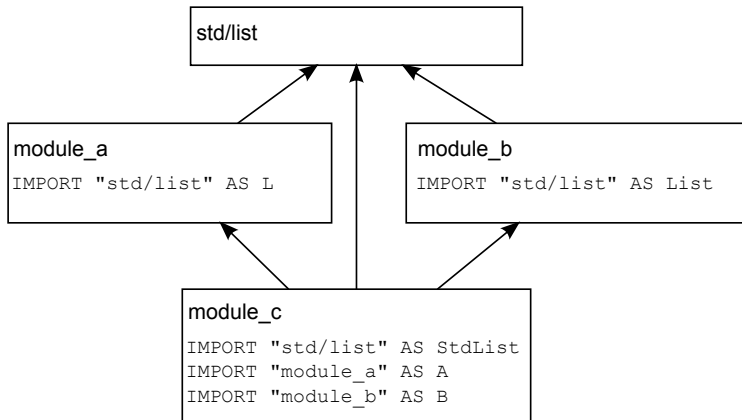 std/list
module_a
IMPORT "std/list" AS L
module_b
IMPORT "std/list" AS List
module_c
IMPORT "std/list" AS StdList
IMPORT "module_a" AS A
IMPORT "module_b" AS B